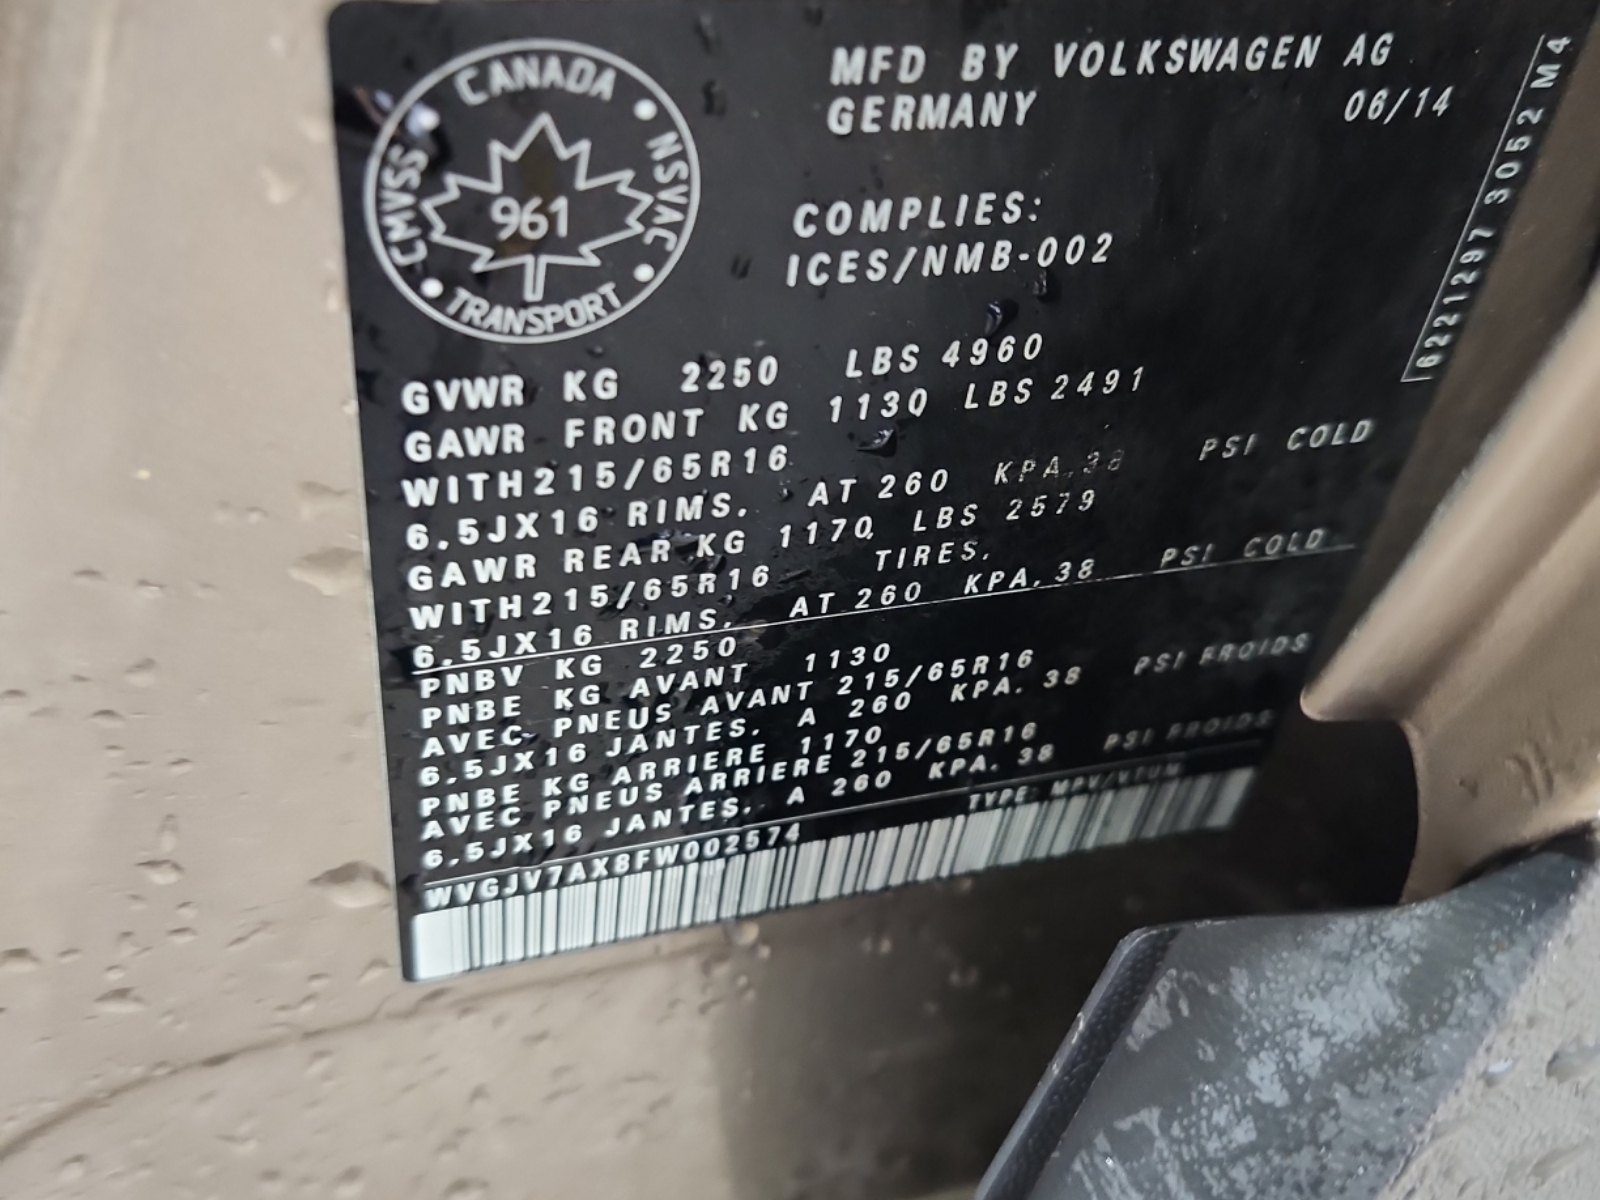 CANADA
CMVSS
NSVAC
961
TRANSPORT
MFD BY VOLKSWAGEN AG
GERMANY 06/14
COMPLIES:
ICES/NMB-002
6221297 3052 M4
GVWR KG 2250 LBS 4960
GAWR FRONT KG 1130 LBS 2491
WITH215/65R16
6.5JX16 RIMS. AT 260 KPA.38 PSI COLD
GAWR REAR KG 1170 LBS 2579
WITH215/65R16 TIRES.
6.5JX16 RIMS. AT 260 KPA.38 PSI COLD
PNBV KG 2250
PNBE KG AVANT 1130
AVEC PNEUS AVANT 215/65R16
6.5JX16 JANTES. A 260 KPA. 38 PSI FROIDS
PNBE KG ARRIERE 1170
AVEC PNEUS ARRIERE 215/65R16
6.5JX16 JANTES. A 260 KPA. 38 PSI FROIDS
WVGJV7AX8FW002574 TYPE: MPV/VTUM